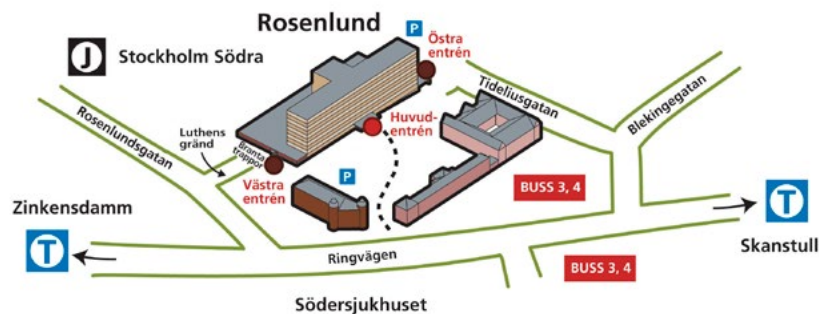 Rosenlund
P
Östra
entrén
J
Stockholm Södra
Tideliusgatan
Blekingegatan
Rosenlundsgatan
Luthens
gränd
Branta
trappor
Huvud-
entrén
Västra
entrén
P
BUSS 3, 4
Zinkensdamm
T
T
Skanstull
Ringvägen
BUSS 3, 4
Södersjukhuset